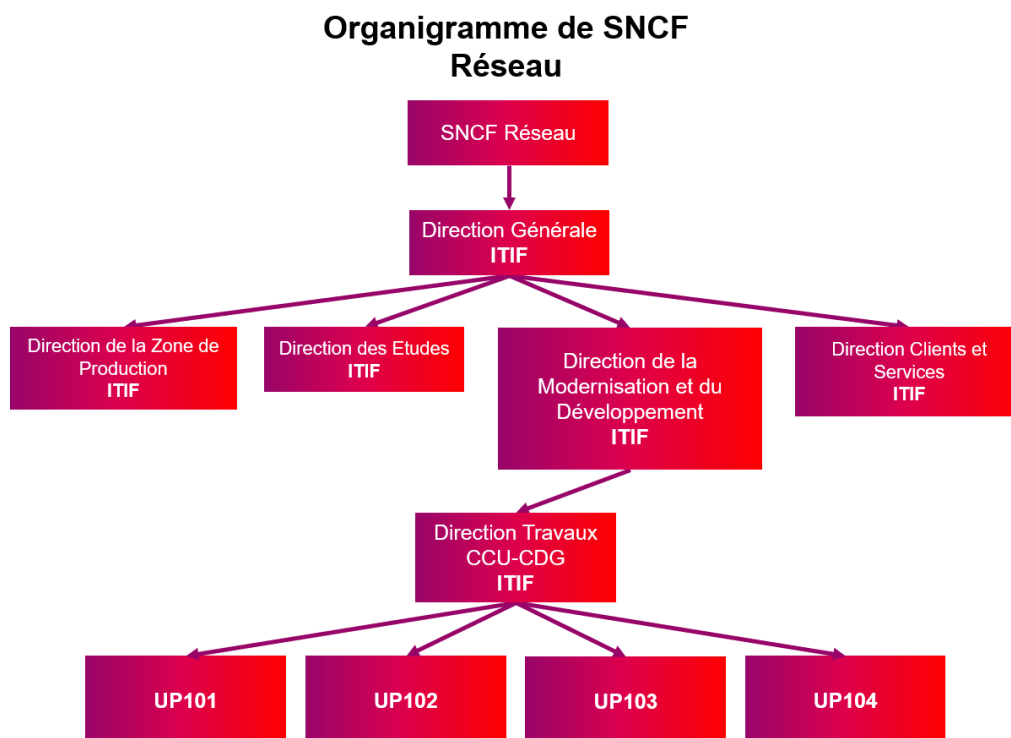 Organigramme de SNCF
Réseau
SNCF Réseau
Direction Générale
ITIF
Direction de la Zone de
Production
ITIF
Direction des Etudes
ITIF
Direction de la
Modernisation et du
Développement
ITIF
Direction Clients et
Services
ITIF
Direction Travaux
CCU-CDG
ITIF
UP101
UP102
UP103
UP104